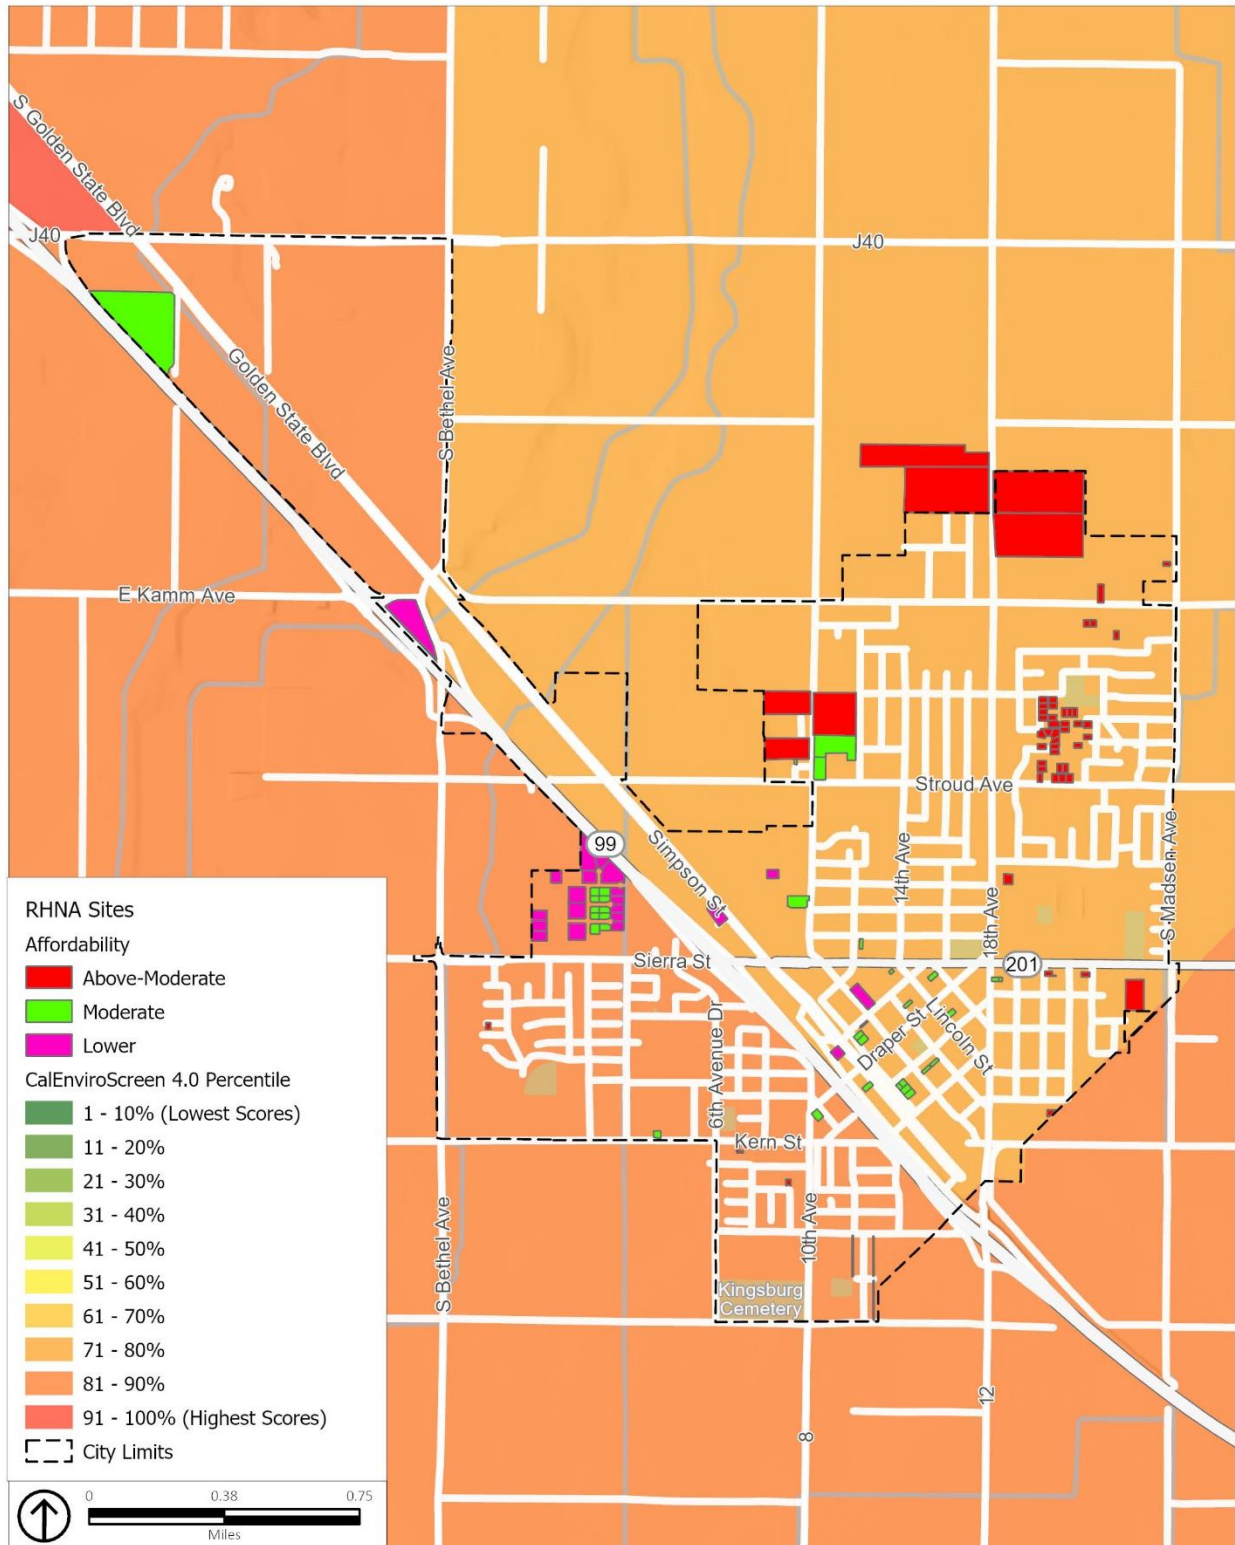 S Golden State Blvd
J40
J40
Golden State Blvd
S Bethel Ave
E Kamm Ave
Stroud Ave
99
Simpson St
14th Ave
18th Ave
S Madsen Ave
Sierra St
201
6th Avenue Dr
Draper St
Lincoln St
Kern St
10th Ave
S Bethel Ave
Kingsburg
Cemetery
12
8
RHNA Sites
Affordability
Above-Moderate
Moderate
Lower
CalEnviroScreen 4.0 Percentile
1 - 10% (Lowest Scores)
11 - 20%
21 - 30%
31 - 40%
41 - 50%
51 - 60%
61 - 70%
71 - 80%
81 - 90%
91 - 100% (Highest Scores)
City Limits
0 0.38 0.75
Miles